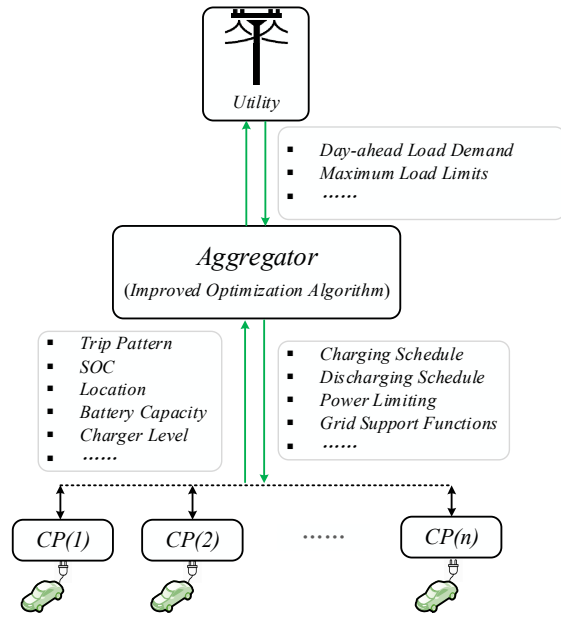 Utility
▪ Day-ahead Load Demand
▪ Maximum Load Limits
▪ ······
Aggregator
(Improved Optimization Algorithm)
▪ Trip Pattern
▪ SOC
▪ Location
▪ Battery Capacity
▪ Charger Level
▪ ······
▪ Charging Schedule
▪ Discharging Schedule
▪ Power Limiting
▪ Grid Support Functions
▪ ······
CP(1)
CP(2)
······
CP(n)